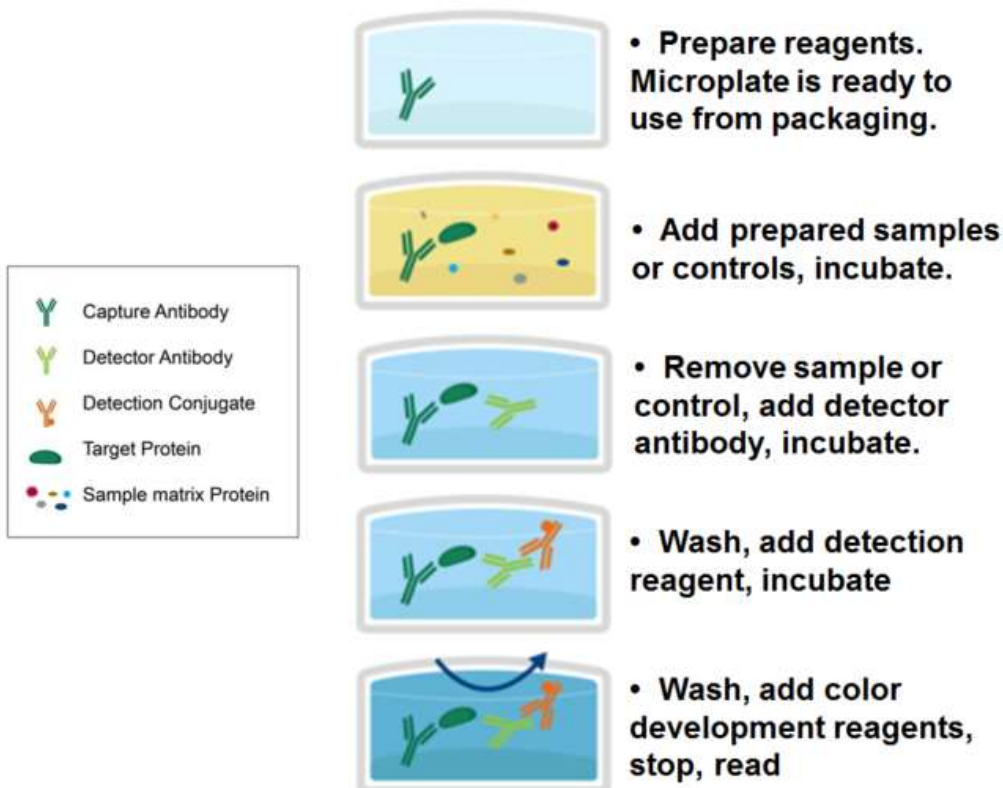 • Prepare reagents.
Microplate is ready to
use from packaging.
• Add prepared samples
or controls, incubate.
Capture Antibody
Detector Antibody
Detection Conjugate
Target Protein
Sample matrix Protein
• Remove sample or
control, add detector
antibody, incubate.
• Wash, add detection
reagent, incubate
• Wash, add color
development reagents,
stop, read